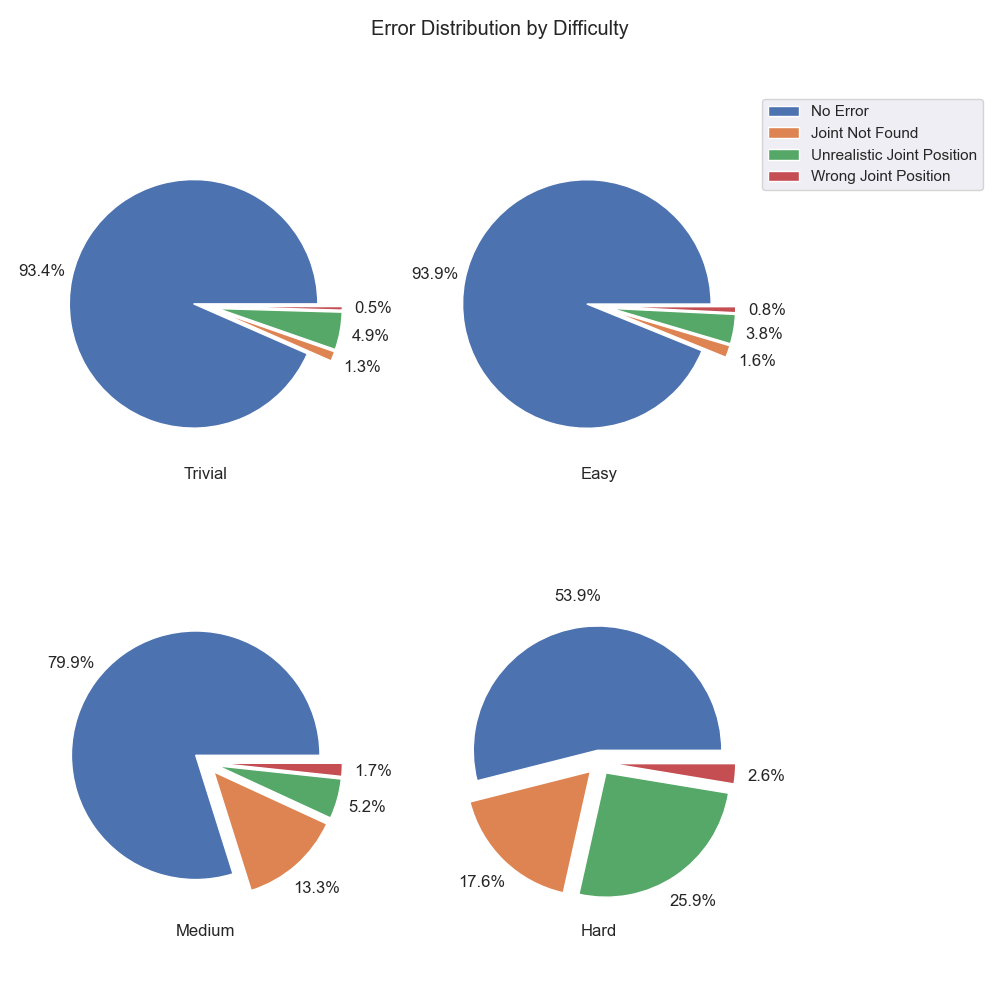 Error Distribution by Difficulty
No Error
Joint Not Found
Unrealistic Joint Position
Wrong Joint Position
93.4%
0.5%
4.9%
1.3%
Trivial
93.9%
0.8%
3.8%
1.6%
Easy
79.9%
1.7%
5.2%
13.3%
Medium
53.9%
2.6%
17.6%
25.9%
Hard